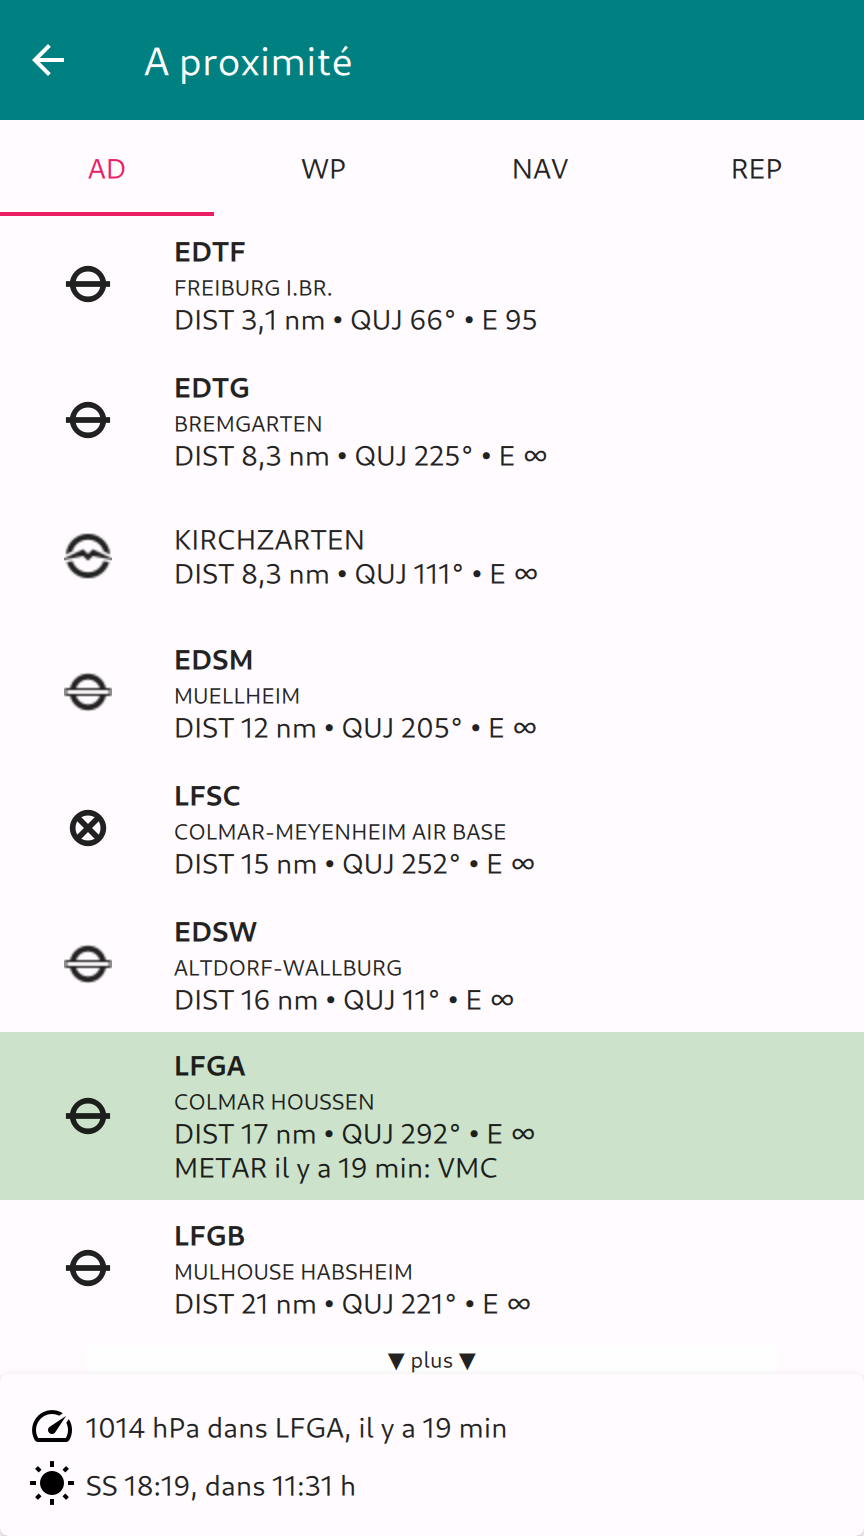 A proximité
AD WP NAV REP
EDTF
FREIBURG I.BR.
DIST 3,1 nm • QUJ 66° • E 95
EDTG
BREMGARTEN
DIST 8,3 nm • QUJ 225° • E ∞
KIRCHZARTEN
DIST 8,3 nm • QUJ 111° • E ∞
EDSM
MUELLHEIM
DIST 12 nm • QUJ 205° • E ∞
LFSC
COLMAR-MEYENHEIM AIR BASE
DIST 15 nm • QUJ 252° • E ∞
EDSW
ALTDORF-WALLBURG
DIST 16 nm • QUJ 11° • E ∞
LFGA
COLMAR HOUSSEN
DIST 17 nm • QUJ 292° • E ∞
METAR il y a 19 min: VMC
LFGB
MULHOUSE HABSHEIM
DIST 21 nm • QUJ 221° • E ∞
▼ plus ▼
1014 hPa dans LFGA, il y a 19 min
SS 18:19, dans 11:31 h